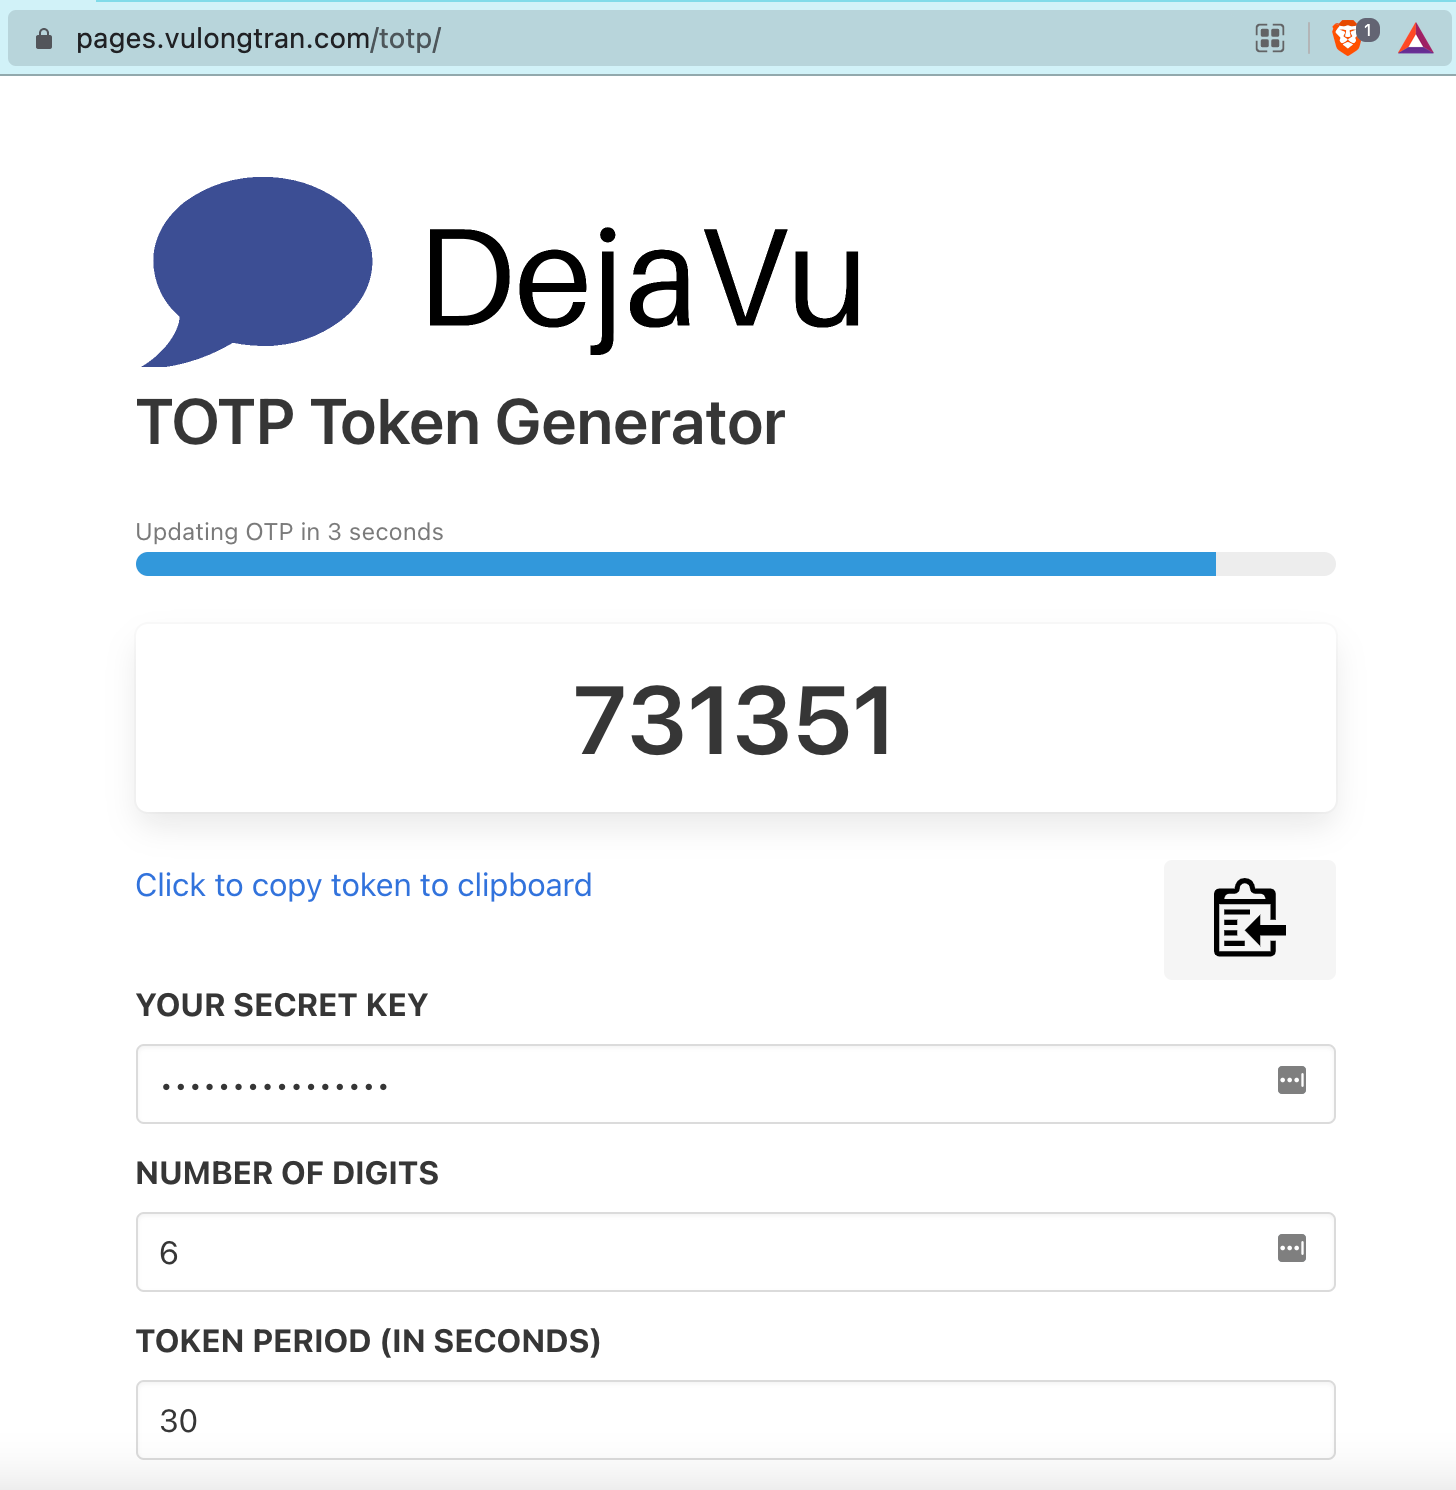 pages.vulongtran.com/totp/
1
DejaVu
TOTP Token Generator
Updating OTP in 3 seconds
731351
Click to copy token to clipboard
YOUR SECRET KEY
••••••••••••••••
NUMBER OF DIGITS
6
TOKEN PERIOD (IN SECONDS)
30